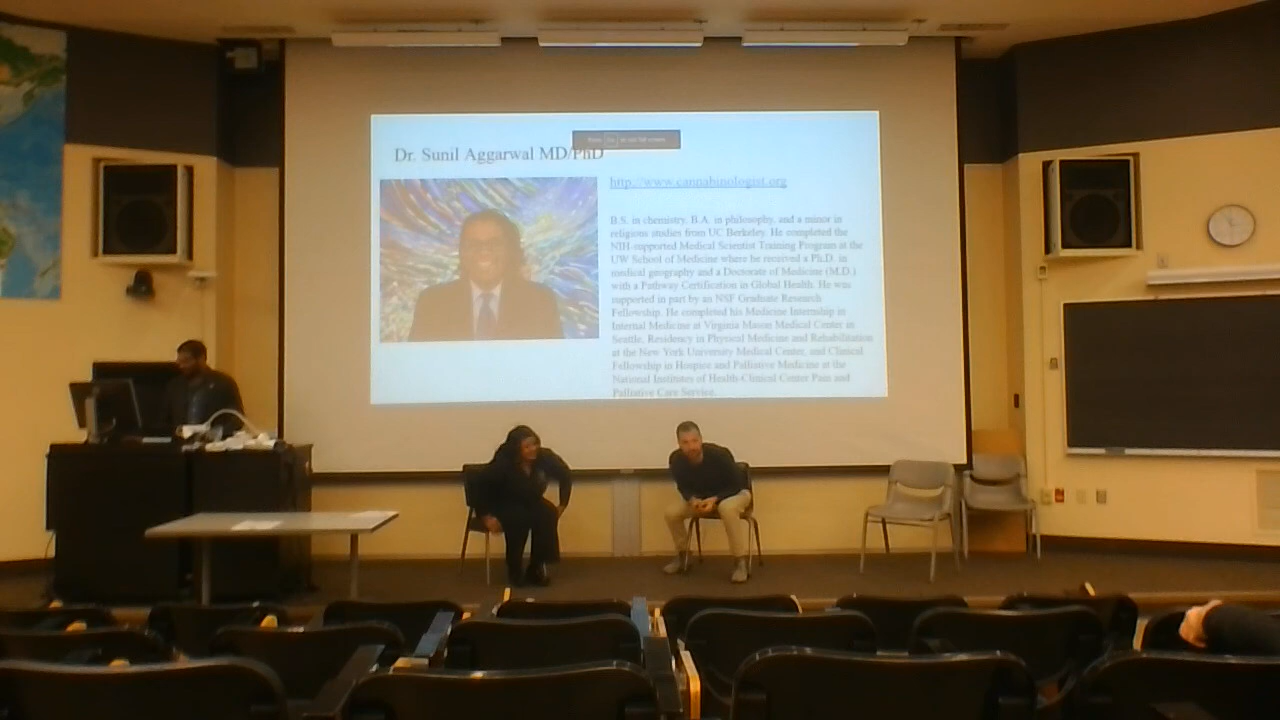 Dr. Sunil Aggarwal MD/PhD
http://www.cannabinologist.org
B.S. in chemistry, B.A. in philosophy, and a minor in
religious studies from UC Berkeley. He completed the
NIH-supported Medical Scientist Training Program at the
UW School of Medicine where he received a Ph.D. in
medical geography and a Doctorate of Medicine (M.D.)
with a Pathway Certification in Global Health. He was
supported in part by an NSF Graduate Research
Fellowship. He completed his Medicine Internship in
Internal Medicine at Virginia Mason Medical Center in
Seattle, Residency in Physical Medicine and Rehabilitation
at the New York University Medical Center, and Clinical
Fellowship in Hospice and Palliative Medicine at the
National Institutes of Health-Clinical Center Pain and
Palliative Care Service.